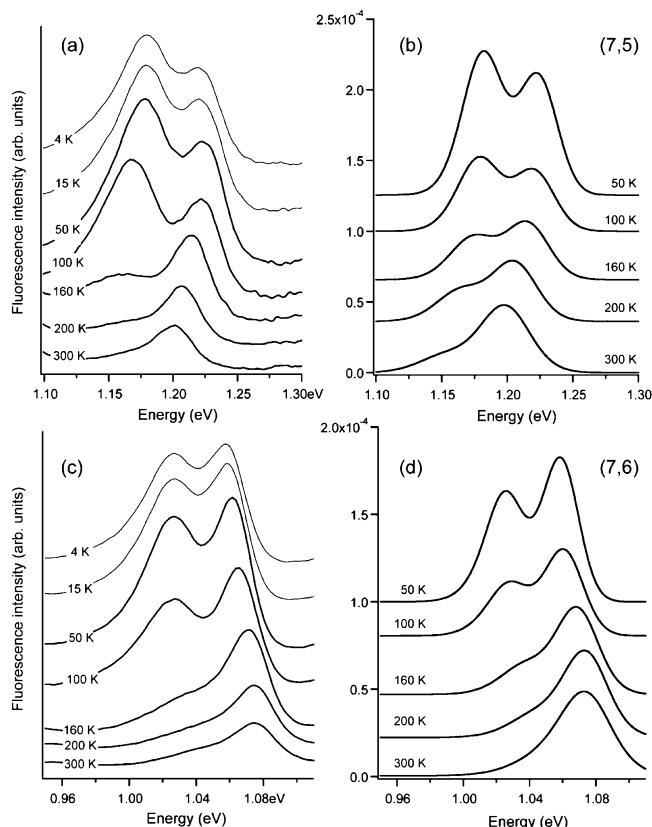 (a)
Fluorescence intensity (arb. units)
4 K
15 K
50 K
100 K
160 K
200 K
300 K
1.10 1.15 1.20 1.25 1.30eV
Energy (eV)
(b) (7,5)
2.5x10-4
2.0
1.5
1.0
0.5
0.0
50 K
100 K
160 K
200 K
300 K
1.10 1.15 1.20 1.25 1.30
Energy (eV)
(c)
Fluorescence intensity (arb. units)
4 K
15 K
50 K
100 K
160 K
200 K
300 K
0.96 1.00 1.04 1.08eV
Energy (eV)
(d) (7,6)
2.0x10-4
1.5
1.0
0.5
0.0
50 K
100 K
160 K
200 K
300 K
0.96 1.00 1.04 1.08
Energy (eV)